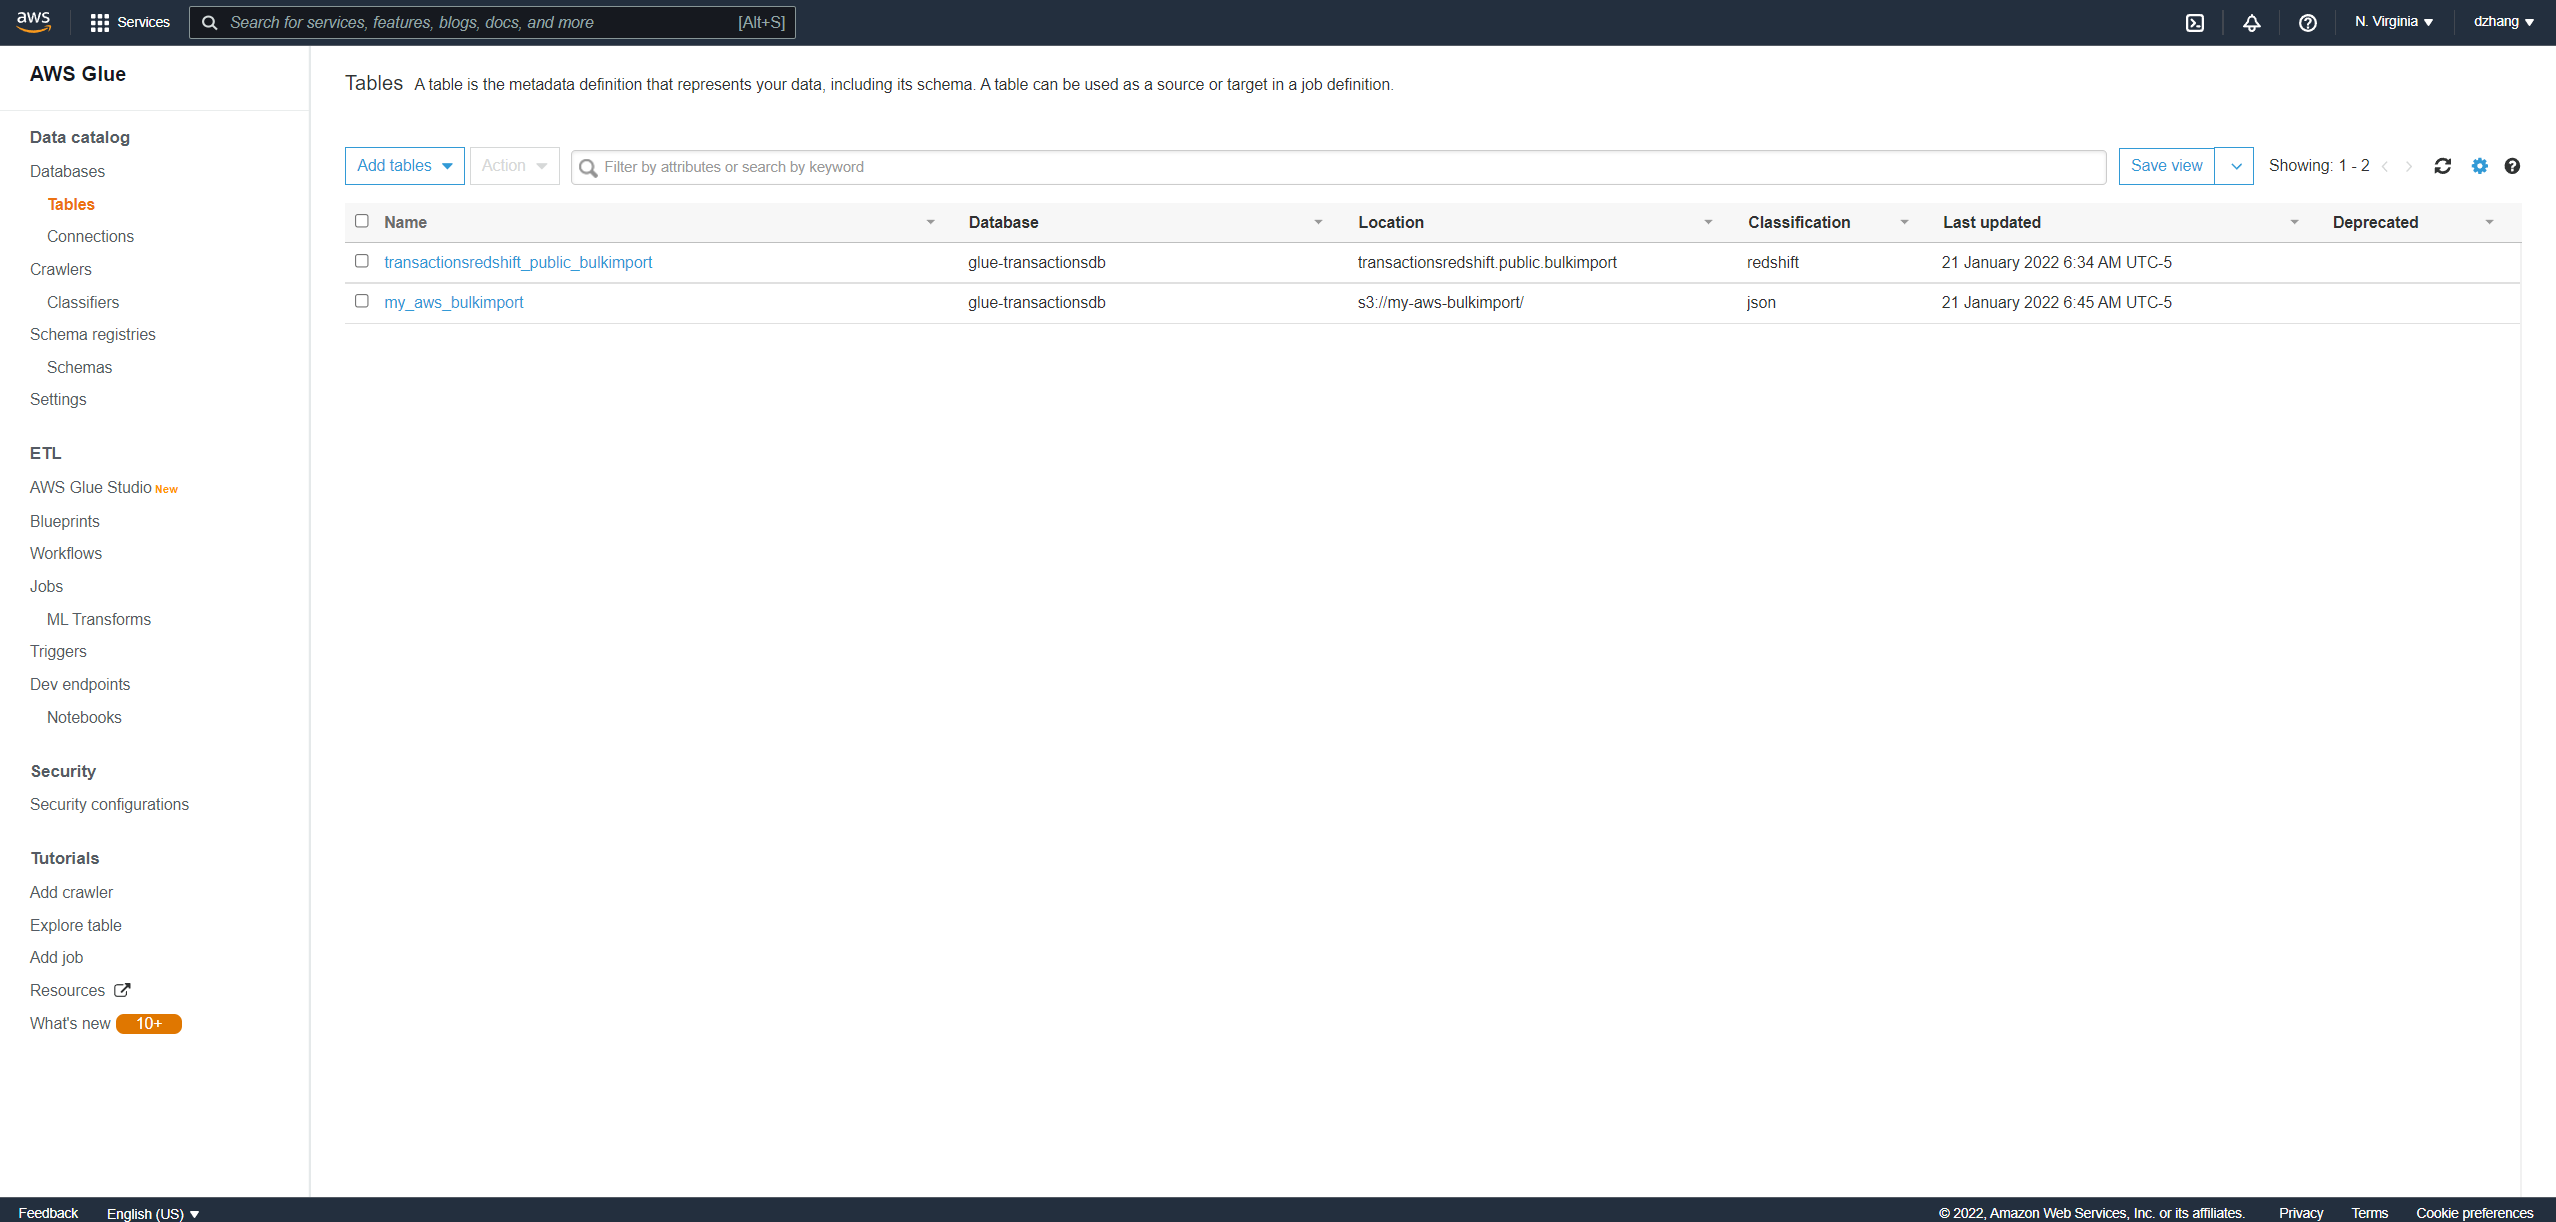 aws Services Search for services, features, blogs, docs, and more [Alt+S] N. Virginia dzhang
AWS Glue
Data catalog
Databases
Tables
Connections
Crawlers
Classifiers
Schema registries
Schemas
Settings
ETL
AWS Glue Studio New
Blueprints
Workflows
Jobs
ML Transforms
Triggers
Dev endpoints
Notebooks
Security
Security configurations
Tutorials
Add crawler
Explore table
Add job
Resources
What's new 10+
Tables A table is the metadata definition that represents your data, including its schema. A table can be used as a source or target in a job definition.
Add tables Action Filter by attributes or search by keyword Save view Showing: 1 - 2
Name Database Location Classification Last updated Deprecated
transactionsredshift_public_bulkimport glue-transactionsdb transactionsredshift.public.bulkimport redshift 21 January 2022 6:34 AM UTC-5
my_aws_bulkimport glue-transactionsdb s3://my-aws-bulkimport/ json 21 January 2022 6:45 AM UTC-5
Feedback English (US) © 2022, Amazon Web Services, Inc. or its affiliates. Privacy Terms Cookie preferences